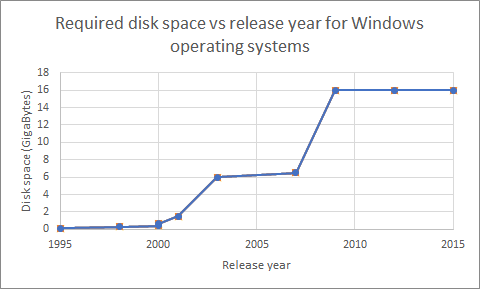 Required disk space vs release year for Windows
operating systems
Disk space (GigaBytes)
18
16
14
12
10
8
6
4
2
0
1995 2000 2005 2010 2015
Release year